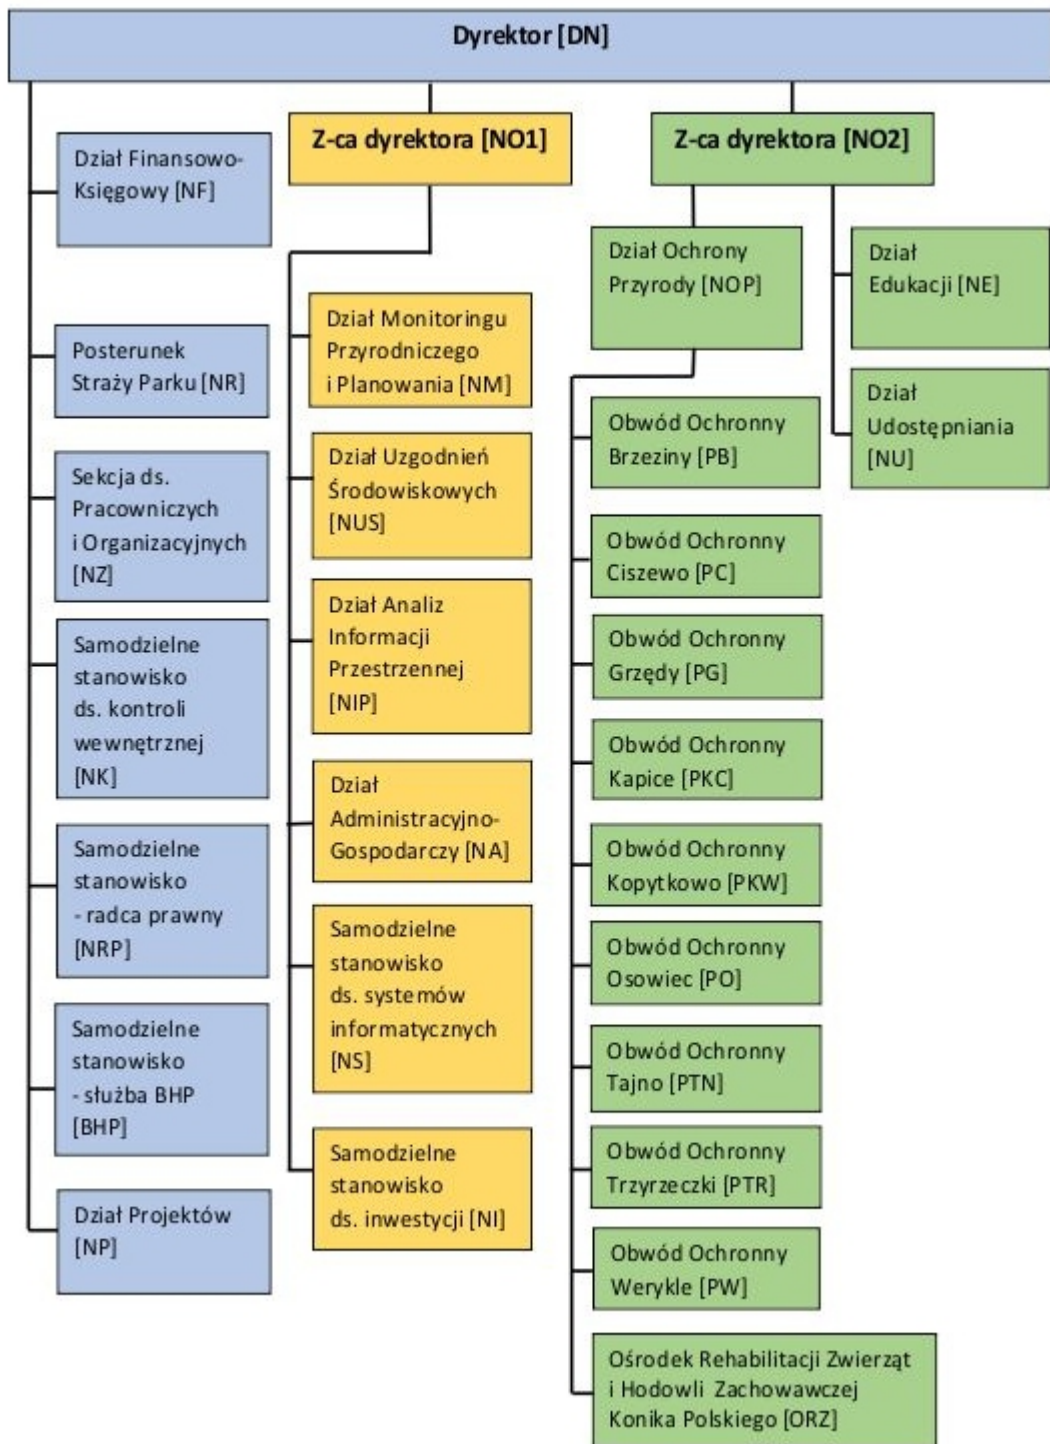 Dyrektor [DN]
Dział Finansowo-
Księgowy [NF]
Posterunek
Straży Parku [NR]
Sekcja ds.
Pracowniczych
i Organizacyjnych
[NZ]
Samodzielne
stanowisko
ds. kontroli
wewnętrznej
[NK]
Samodzielne
stanowisko
- radca prawny
[NRP]
Samodzielne
stanowisko
- służba BHP
[BHP]
Dział Projektów
[NP]
Z-ca dyrektora [NO1]
Dział Monitoringu
Przyrodniczego
i Planowania [NM]
Dział Uzgodnień
Środowiskowych
[NUS]
Dział Analiz
Informacji
Przestrzennej
[NIP]
Dział
Administracyjno-
Gospodarczy [NA]
Samodzielne
stanowisko
ds. systemów
informatycznych
[NS]
Samodzielne
stanowisko
ds. inwestycji [NI]
Z-ca dyrektora [NO2]
Dział Ochrony
Przyrody [NOP]
Obwód Ochronny
Brzeziny [PB]
Obwód Ochronny
Ciszewo [PC]
Obwód Ochronny
Grzędy [PG]
Obwód Ochronny
Kapice [PKC]
Obwód Ochronny
Kopytkowo [PKW]
Obwód Ochronny
Osowiec [PO]
Obwód Ochronny
Tajno [PTN]
Obwód Ochronny
Trzyrzeczki [PTR]
Obwód Ochronny
Werykle [PW]
Ośrodek Rehabilitacji Zwierząt
i Hodowli Zachowawczej
Konika Polskiego [ORZ]
Dział
Edukacji [NE]
Dział
Udostępniania
[NU]